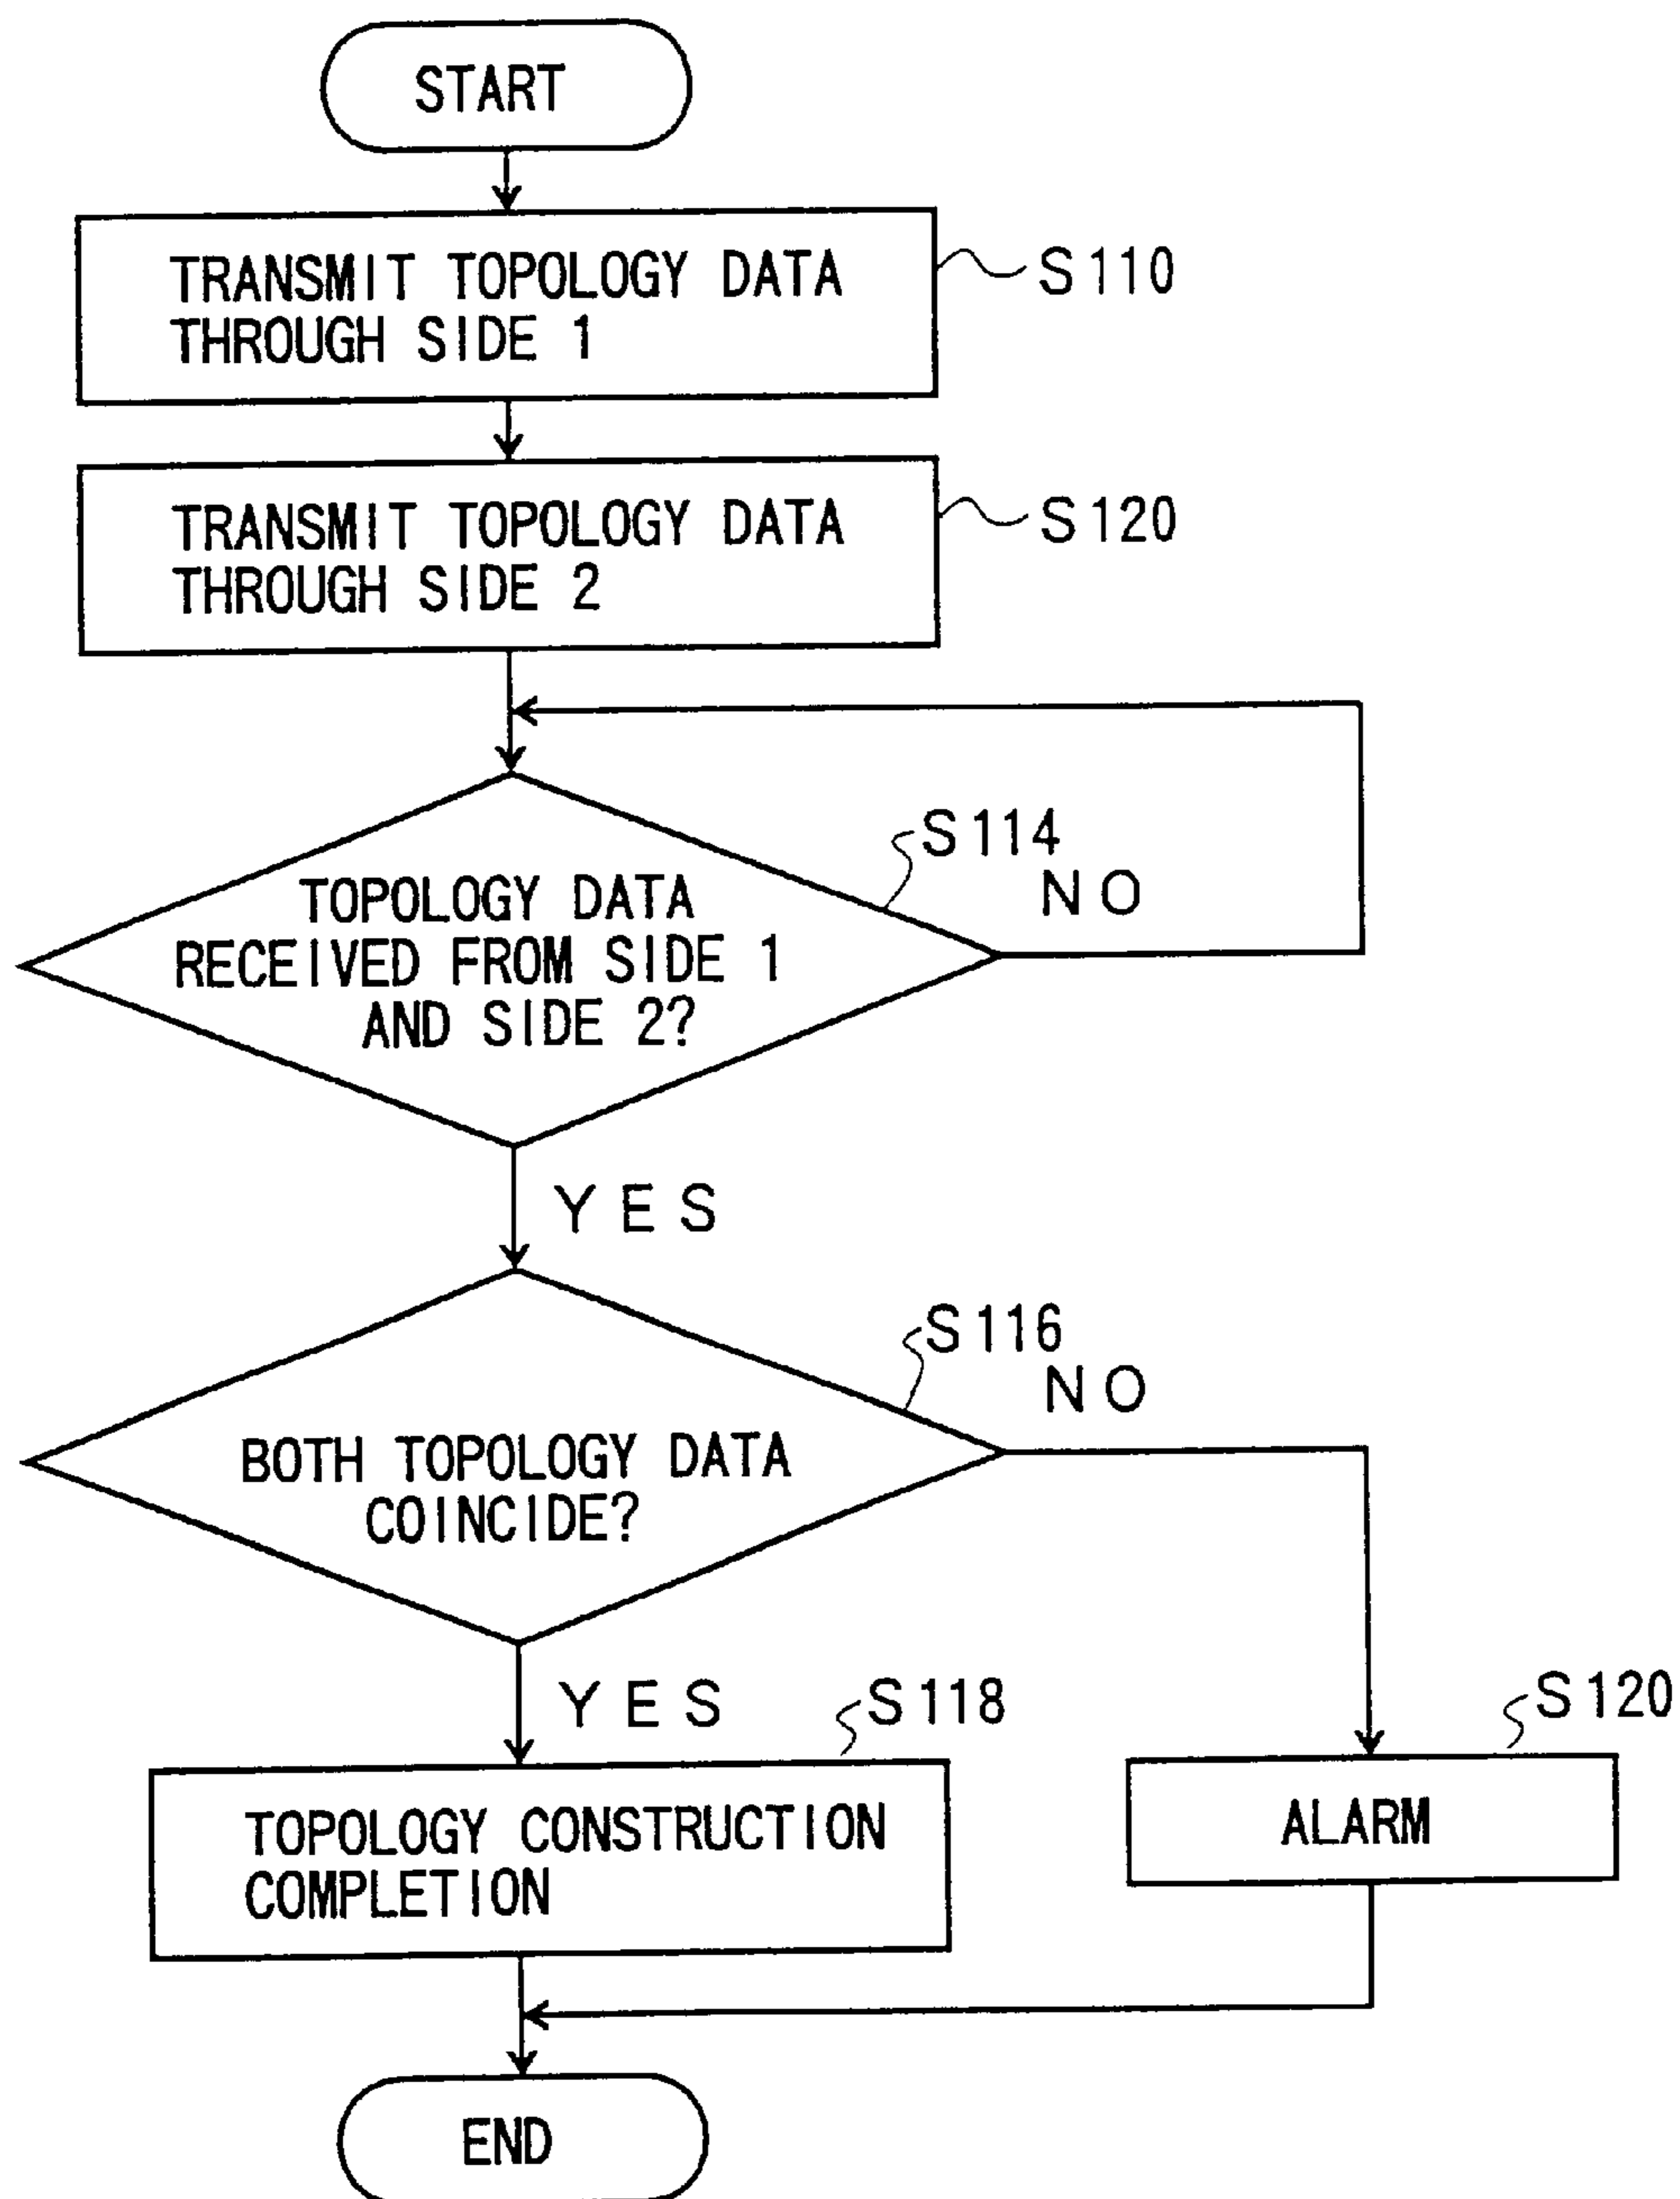 START
TRANSMIT TOPOLOGY DATA
THROUGH SIDE 1
S110
TRANSMIT TOPOLOGY DATA
THROUGH SIDE 2
S120
S114
NO
TOPOLOGY DATA
RECEIVED FROM SIDE 1
AND SIDE 2?
YES
S116
NO
BOTH TOPOLOGY DATA
COINCIDE?
YES
S118
S120
TOPOLOGY CONSTRUCTION
COMPLETION
ALARM
END